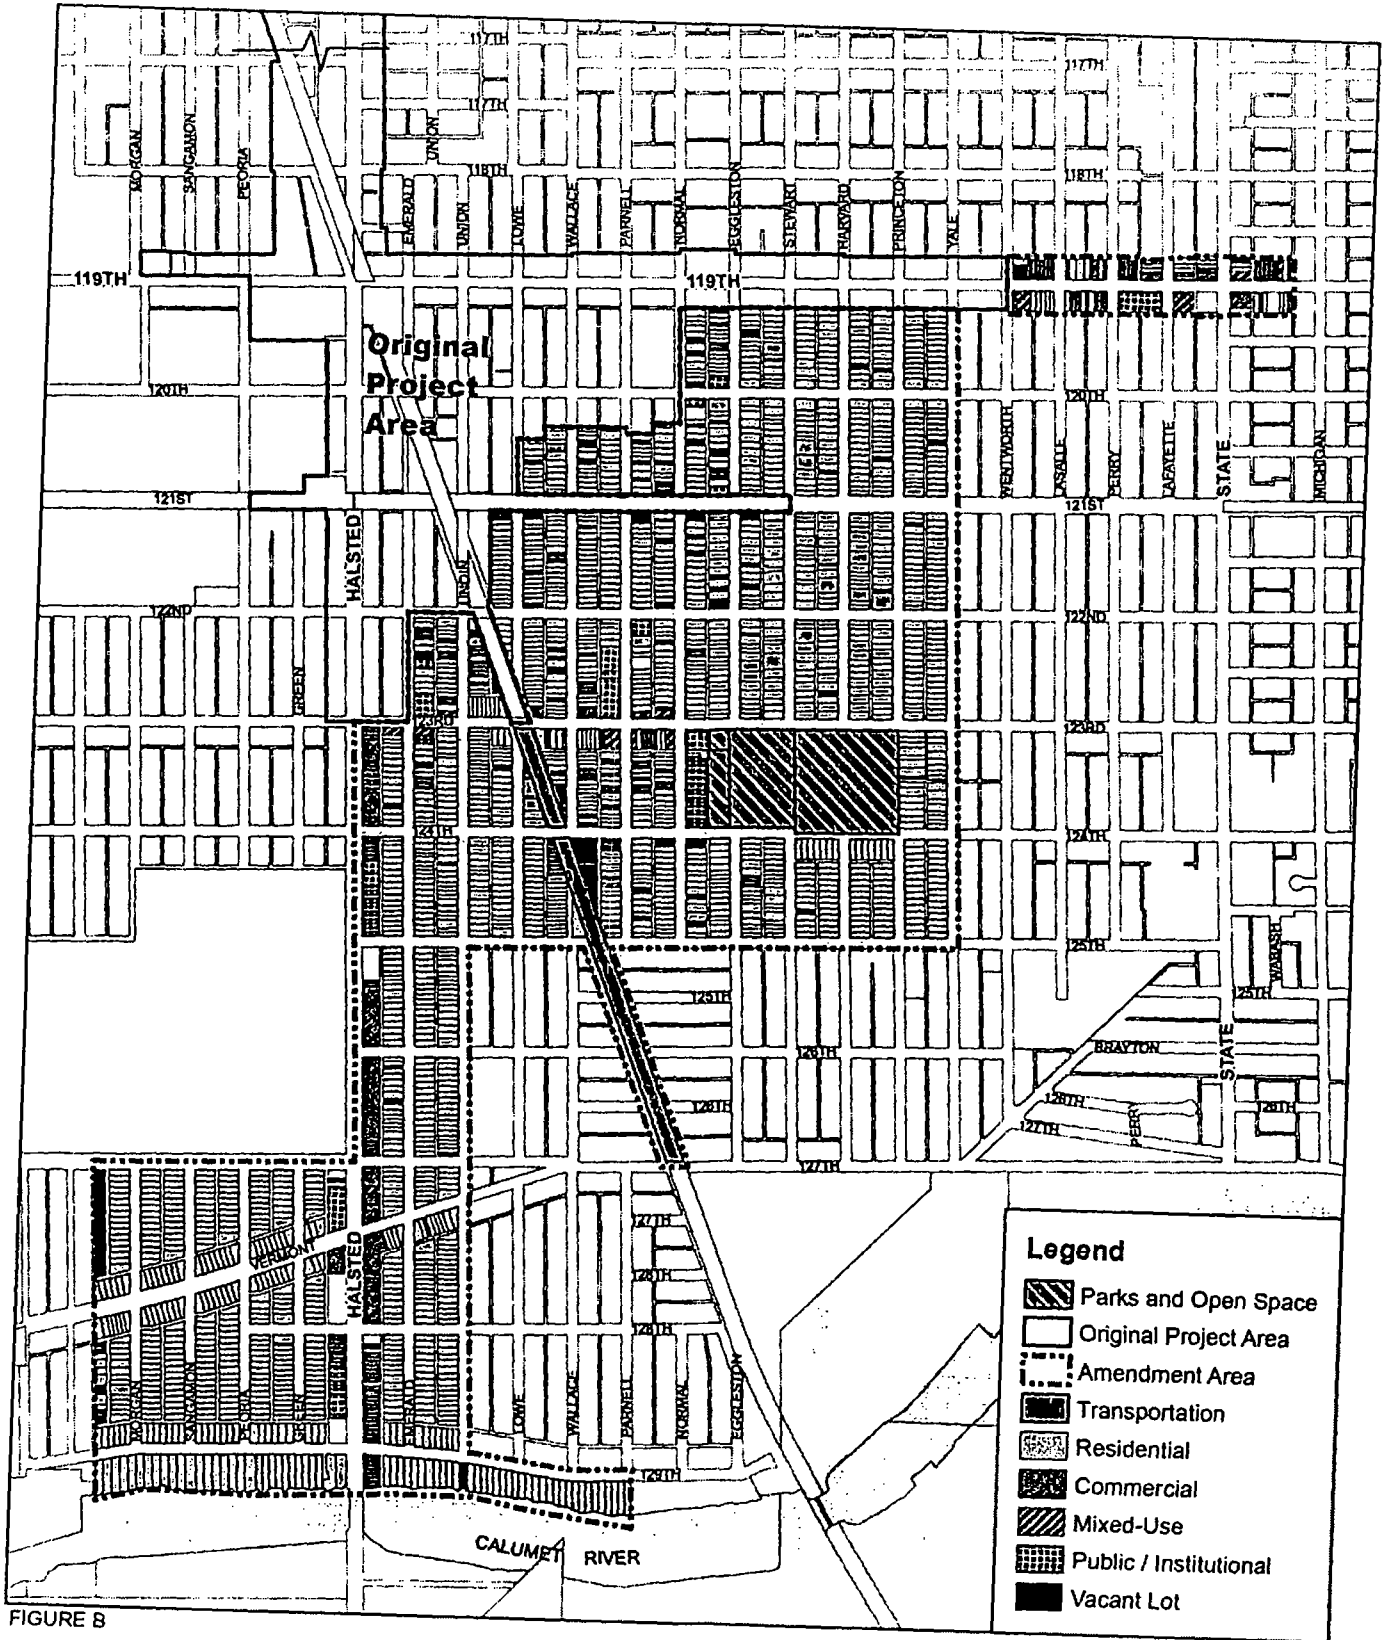 117TH
117TH
117TH
UNION
MORGAN
SANGAMON
PEORIA
118TH
118TH
EMERALD
UNION
LOWE
WALLACE
PARNELL
NORMAL
EGGLESTON
STEWART
HARVARD
PRINCETON
YALE
119TH
119TH
Original
Project
Area
120TH
120TH
WENTWORTH
LASALLE
PERRY
LAFAYETTE
STATE
MICHIGAN
121ST
121ST
HALSTED
UNION
122ND
122ND
GREEN
123RD
123RD
124TH
124TH
125TH
WABASH
125TH
125TH
STATE
126TH
BRAYTON
126TH
126TH
126TH
127TH
PERRY
127TH
127TH
VERMONT
HALSTED
128TH
128TH
MORGAN
SANGAMON
PEORIA
GREEN
EMERALD
LOWE
WALLACE
PARNELL
NORMAL
EGGLESTON
129TH
CALUMET RIVER
Legend
Parks and Open Space
Original Project Area
Amendment Area
Transportation
Residential
Commercial
Mixed-Use
Public / Institutional
Vacant Lot
FIGURE B